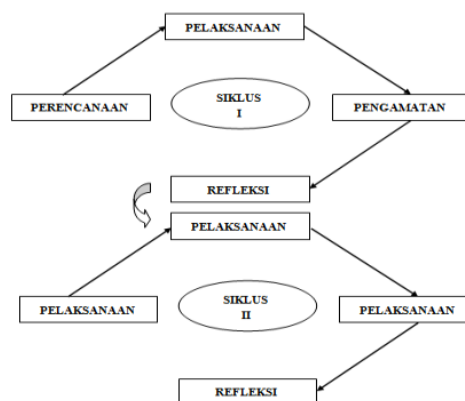 PELAKSANAAN
PERENCANAAN
SIKLUS
I
PENGAMATAN
REFLEKSI
PELAKSANAAN
PELAKSANAAN
SIKLUS
II
PELAKSANAAN
REFLEKSI